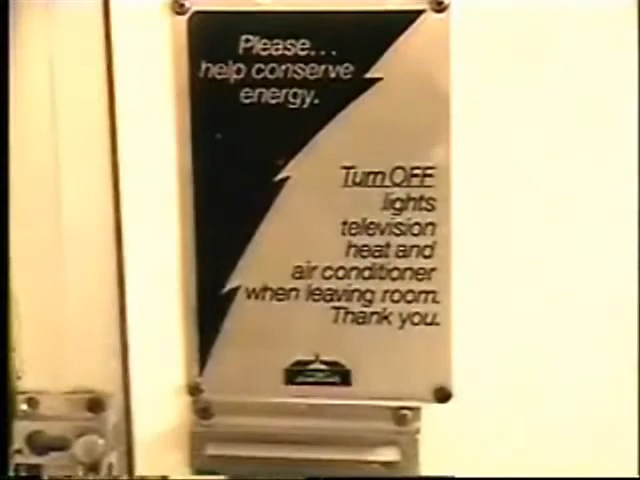 Please...
help conserve
energy.
Turn OFF
lights
television
heat and
air conditioner
when leaving room.
Thank you.